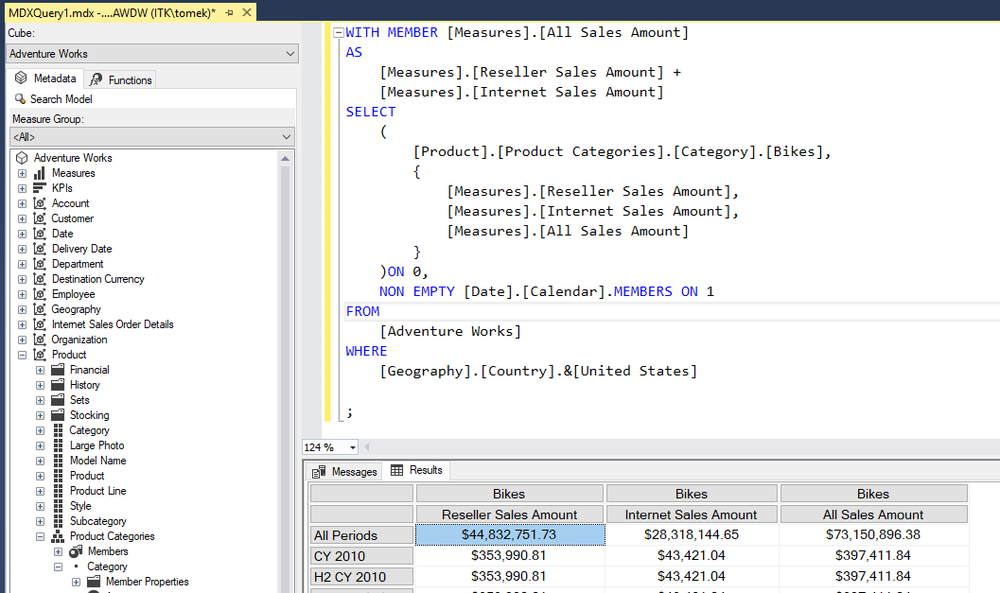 MDXQuery1.mdx -....AWDW (ITK\tomek)*
Cube:
Adventure Works
Metadata
Functions
Search Model
Measure Group:
<All>
Adventure Works
Measures
KPIs
Account
Customer
Date
Delivery Date
Department
Destination Currency
Employee
Geography
Internet Sales Order Details
Organization
Product
Financial
History
Sets
Stocking
Category
Large Photo
Model Name
Product
Product Line
Style
Subcategory
Product Categories
Members
Category
Member Properties
WITH MEMBER [Measures].[All Sales Amount]
AS
[Measures].[Reseller Sales Amount] +
[Measures].[Internet Sales Amount]
SELECT
(
[Product].[Product Categories].[Category].[Bikes],
{
[Measures].[Reseller Sales Amount],
[Measures].[Internet Sales Amount],
[Measures].[All Sales Amount]
}
)ON 0,
NON EMPTY [Date].[Calendar].MEMBERS ON 1
FROM
[Adventure Works]
WHERE
[Geography].[Country].&[United States]
;
124 %
Messages
Results
Bikes Bikes Bikes
Reseller Sales Amount Internet Sales Amount All Sales Amount
All Periods $44,832,751.73 $28,318,144.65 $73,150,896.38
CY 2010 $353,990.81 $43,421.04 $397,411.84
H2 CY 2010 $353,990.81 $43,421.04 $397,411.84